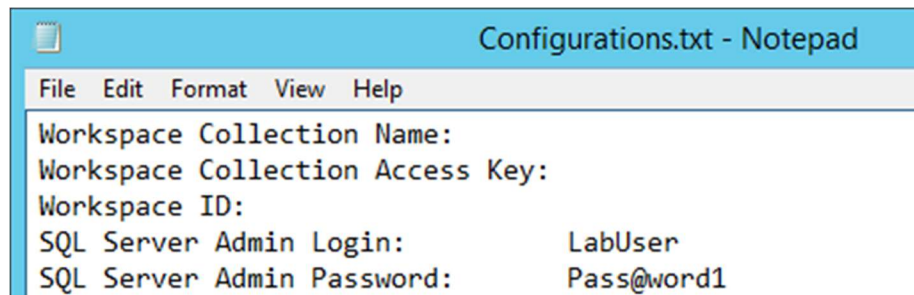 Configurations.txt - Notepad
File Edit Format View Help
Workspace Collection Name:
Workspace Collection Access Key:
Workspace ID:
SQL Server Admin Login: LabUser
SQL Server Admin Password: Pass@word1